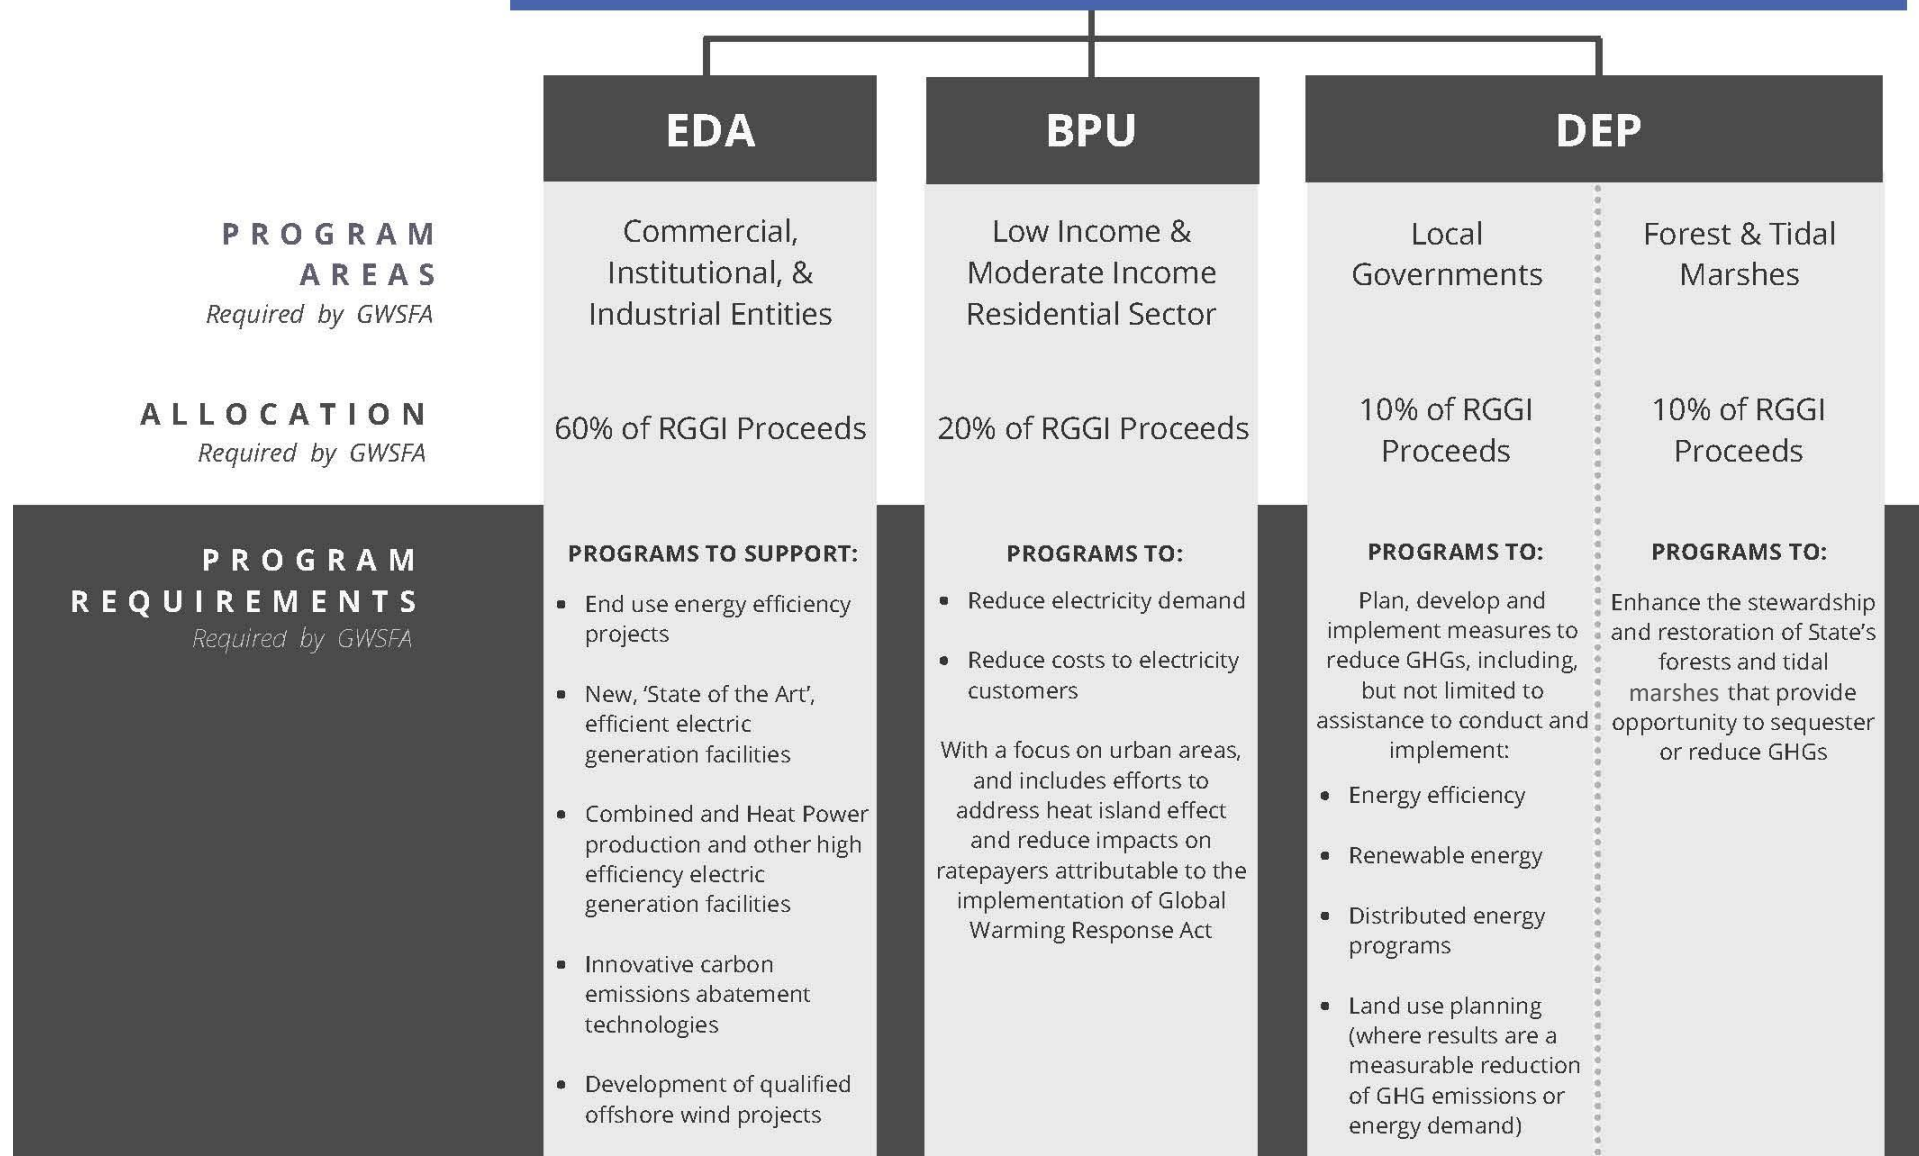 EDA
BPU
DEP
PROGRAM
AREAS
Required by GWSFA
Commercial,
Institutional, &
Industrial Entities
Low Income &
Moderate Income
Residential Sector
Local
Governments
Forest & Tidal
Marshes
ALLOCATION
Required by GWSFA
60% of RGGI Proceeds
20% of RGGI Proceeds
10% of RGGI
Proceeds
10% of RGGI
Proceeds
PROGRAM
REQUIREMENTS
Required by GWSFA
PROGRAMS TO SUPPORT:
▪ End use energy efficiency
projects
▪ New, ‘State of the Art’,
efficient electric
generation facilities
• Combined and Heat Power
production and other high
efficiency electric
generation facilities
▪ Innovative carbon
emissions abatement
technologies
• Development of qualified
offshore wind projects
PROGRAMS TO:
• Reduce electricity demand
• Reduce costs to electricity
customers
With a focus on urban areas,
and includes efforts to
address heat island effect
and reduce impacts on
ratepayers attributable to the
implementation of Global
Warming Response Act
PROGRAMS TO:
Plan, develop and
implement measures to
reduce GHGs, including,
but not limited to
assistance to conduct and
implement:
• Energy efficiency
• Renewable energy
• Distributed energy
programs
• Land use planning
(where results are a
measurable reduction
of GHG emissions or
energy demand)
PROGRAMS TO:
Enhance the stewardship
and restoration of State’s
forests and tidal
marshes that provide
opportunity to sequester
or reduce GHGs